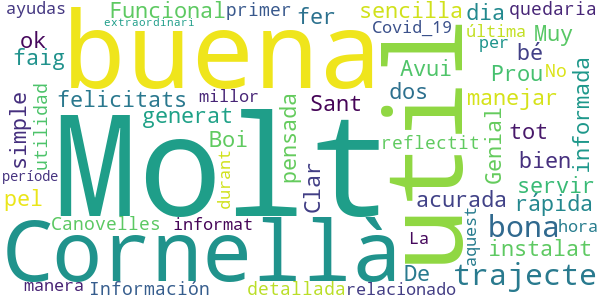 ayudas extraordinari Funcional primer fer sencilla dia quedaria
ok buena Covid_19 última per Muy
faig Avui Prou bé No
felicitats millor dos manejar
simple utilidad generat Sant
Molt Boi pensada Clar útil reflectit Genial tot informada
període durant acurada bien servir
pel Canovelles informat bona rápida
Cornellà La aquest instalat hora
De trajecte
manera Información detallada relacionado